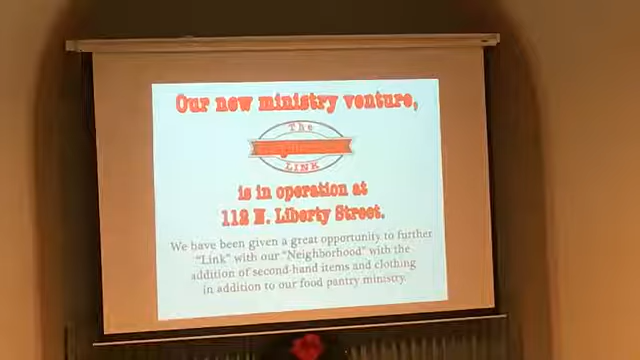 Our new ministry venture,
The
LINK
is in operation at
112 N. Liberty Street.
We have been given a great opportunity to further
"Link" with our "Neighborhood" with the
addition of second-hand items and clothing
in addition to our food pantry ministry.